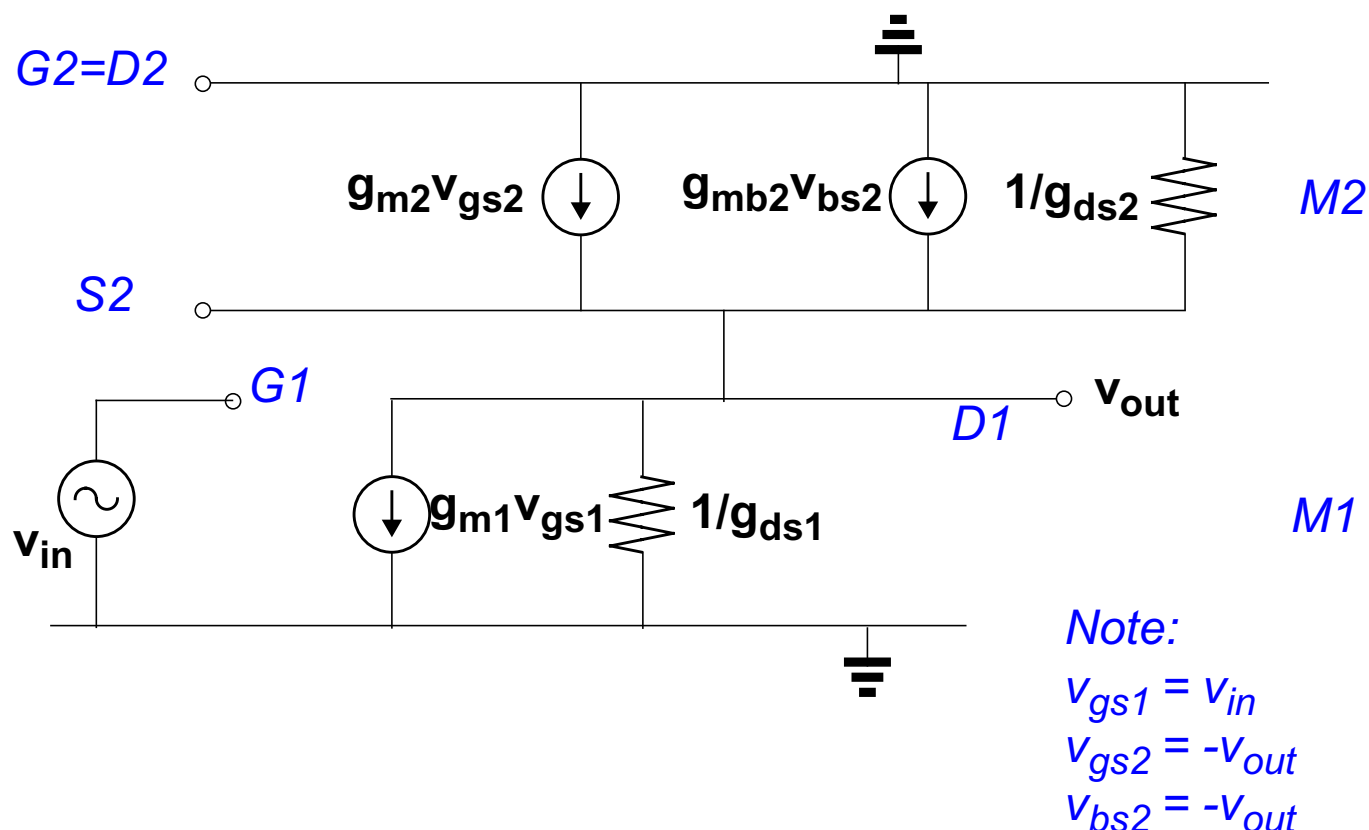 G2=D2
gm2vgs2
gmb2vbs2
1/gds2
M2
S2
G1
vout
D1
gm1vgs1
1/gds1
M1
vin
Note:
vgs1 = vin
vgs2 = -vout
vbs2 = -vout